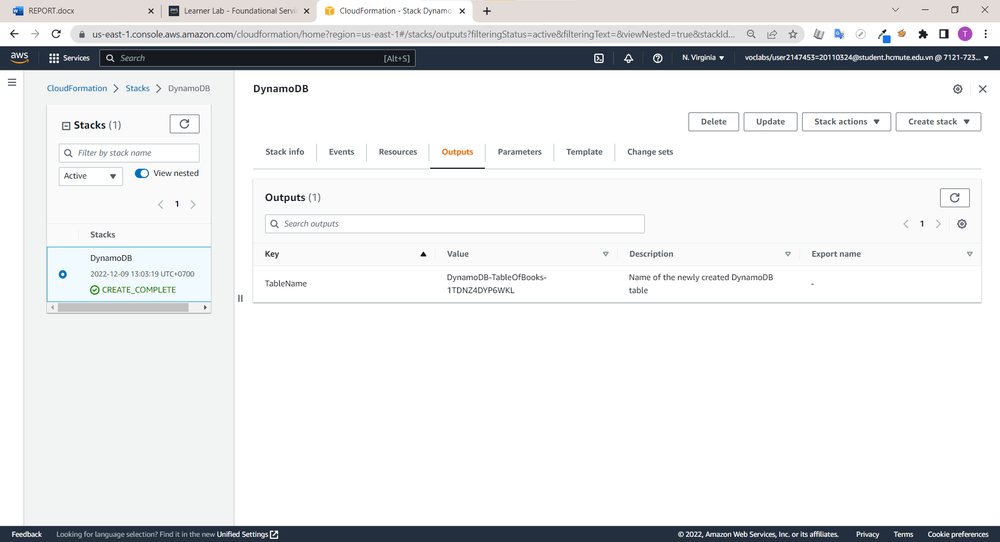 REPORT.docx
Learner Lab - Foundational Servic
CloudFormation - Stack Dynamo
us-east-1.console.aws.amazon.com/cloudformation/home?region=us-east-1#/stacks/outputs?filteringStatus=active&filteringText=&viewNested=true&stackId...
T
aws
Services
Search
[Alt+S]
N. Virginia
voclabs/user2147453=20110324@student.hcmute.edu.vn @ 7121-723...
CloudFormation
Stacks
DynamoDB
Stacks (1)
Filter by stack name
Active
View nested
1
Stacks
DynamoDB
2022-12-09 13:03:19 UTC+0700
CREATE_COMPLETE
DynamoDB
Delete
Update
Stack actions
Create stack
Stack info
Events
Resources
Outputs
Parameters
Template
Change sets
Outputs (1)
Search outputs
1
Key
Value
Description
Export name
TableName
DynamoDB-TableOfBooks-
1TDNZ4DYP6WKL
Name of the newly created DynamoDB
table
-
Feedback
Looking for language selection? Find it in the new Unified Settings
© 2022, Amazon Web Services, Inc. or its affiliates.
Privacy
Terms
Cookie preferences